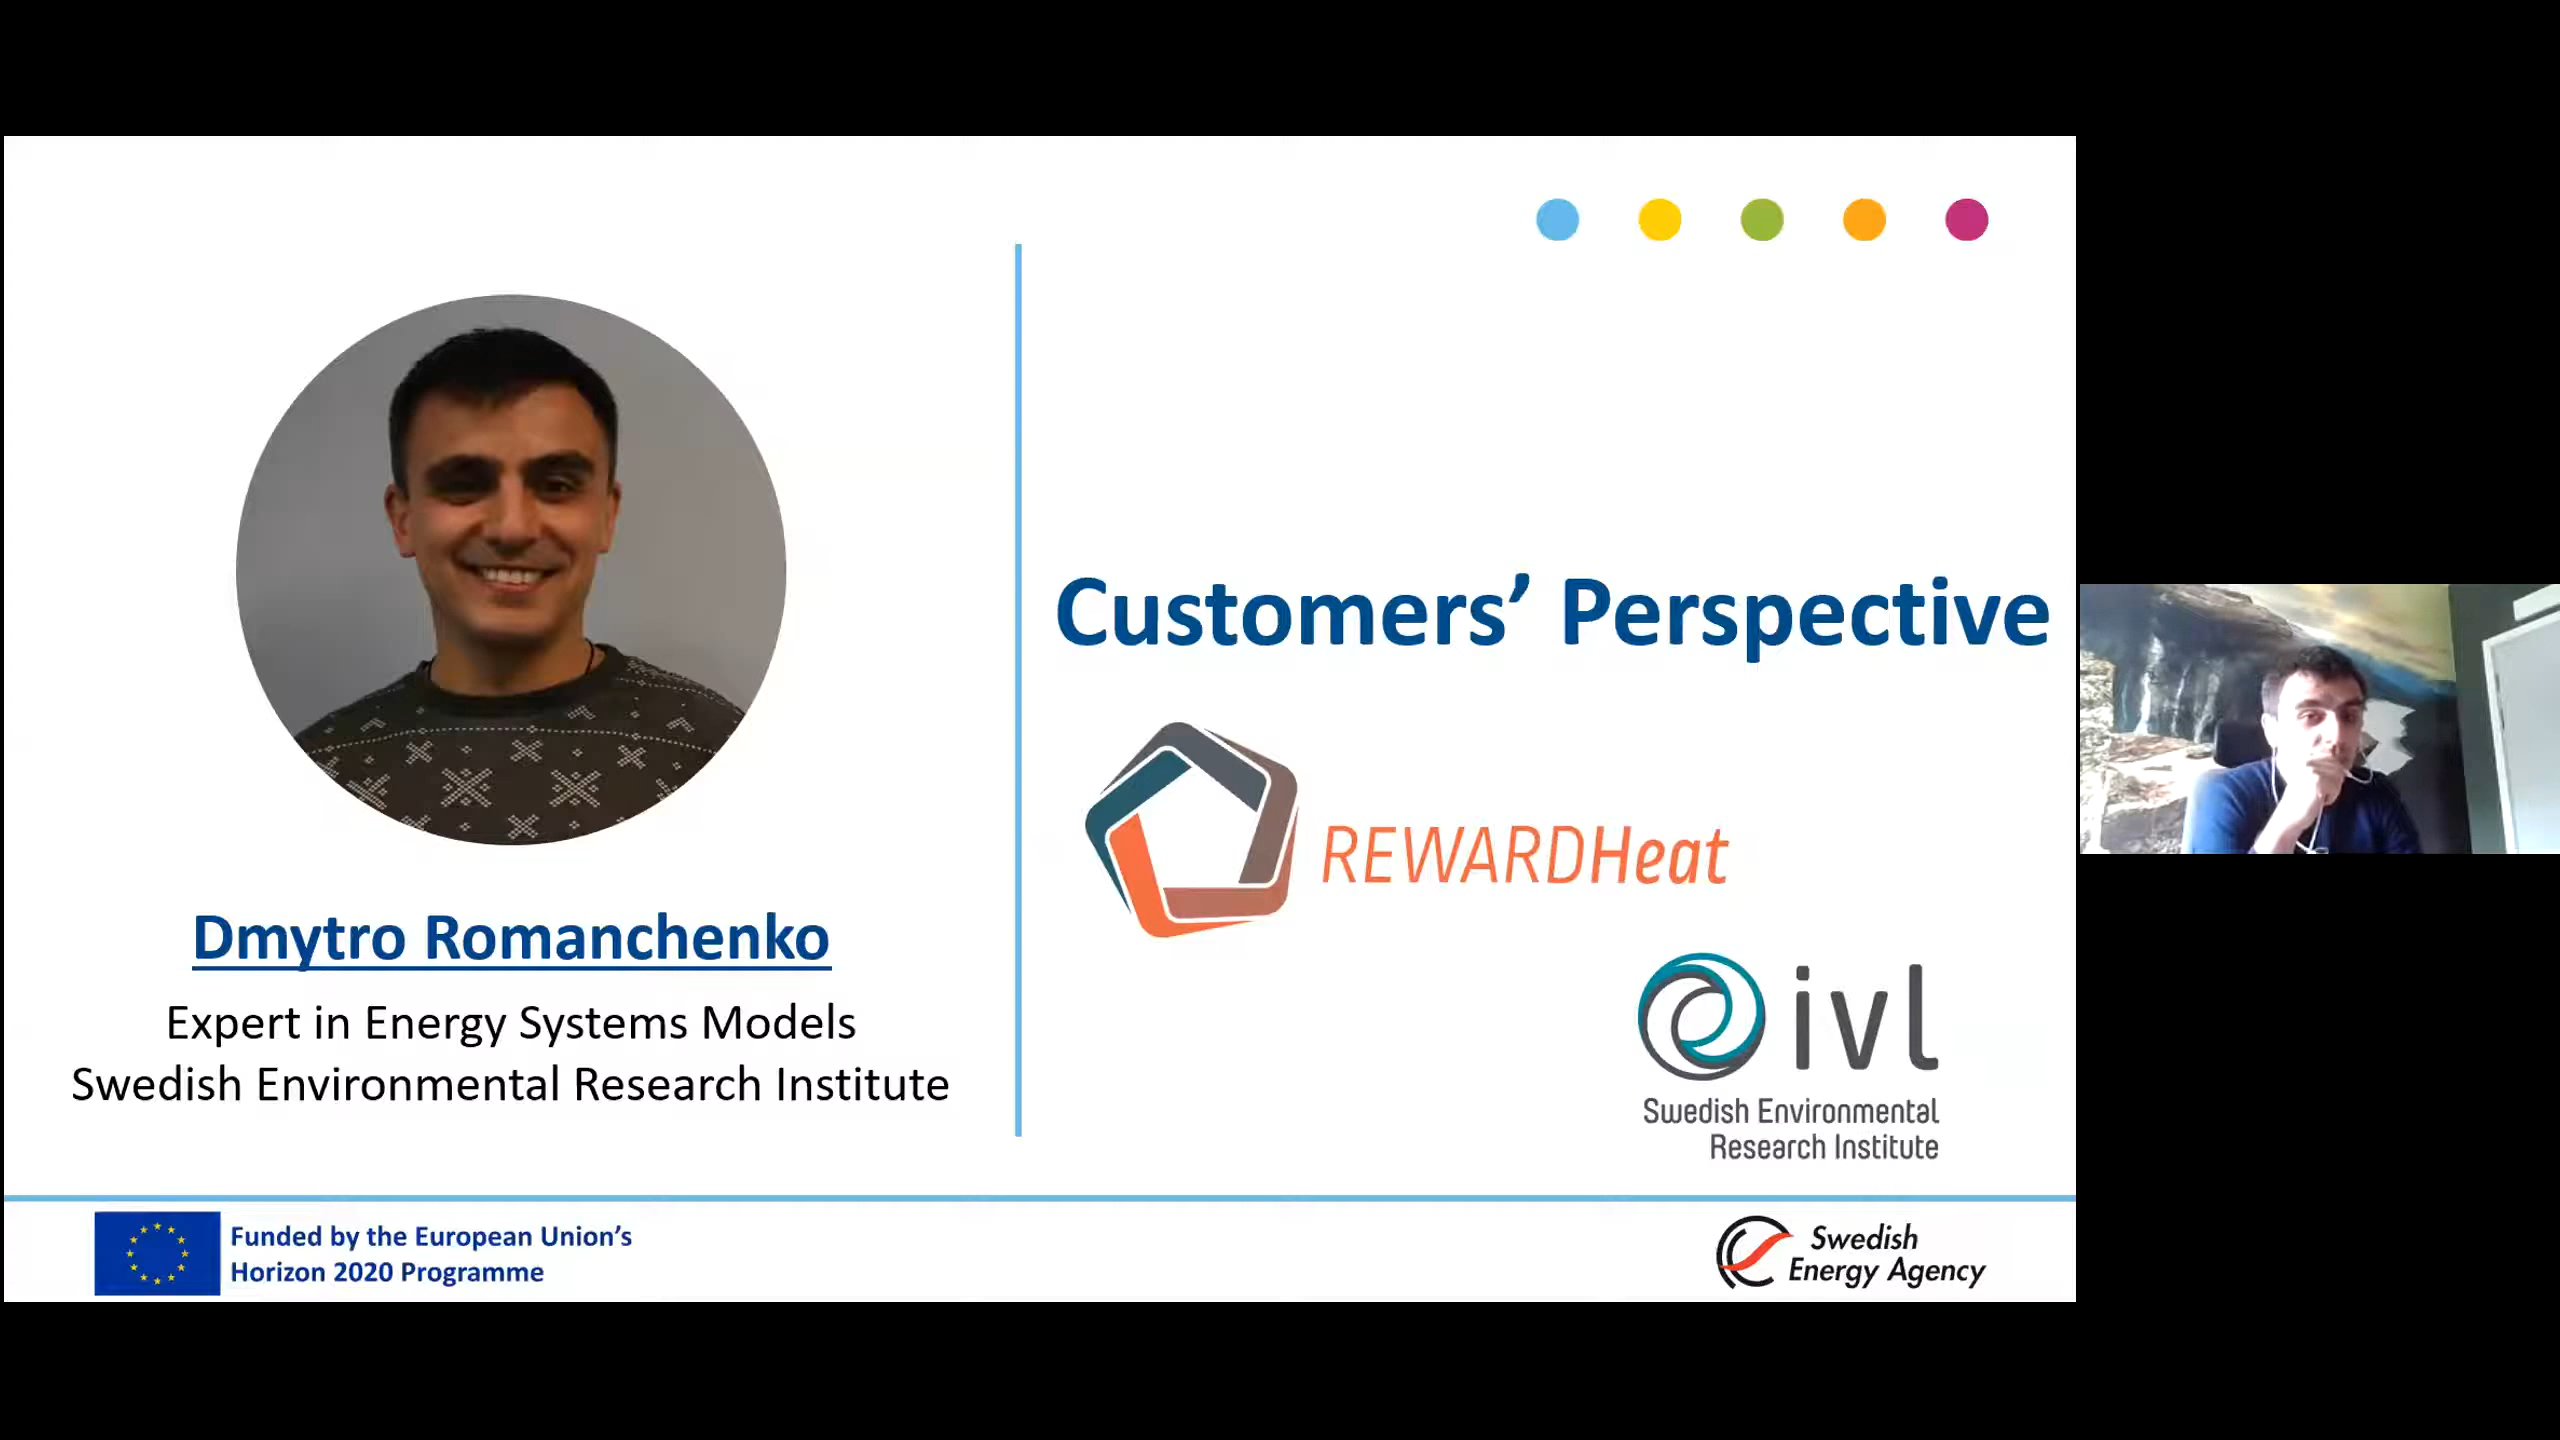 Dmytro Romanchenko
Expert in Energy Systems Models
Swedish Environmental Research Institute
Customers’ Perspective
REWARDHeat
ivl
Swedish Environmental
Research Institute
Funded by the European Union’s
Horizon 2020 Programme
Swedish
Energy Agency